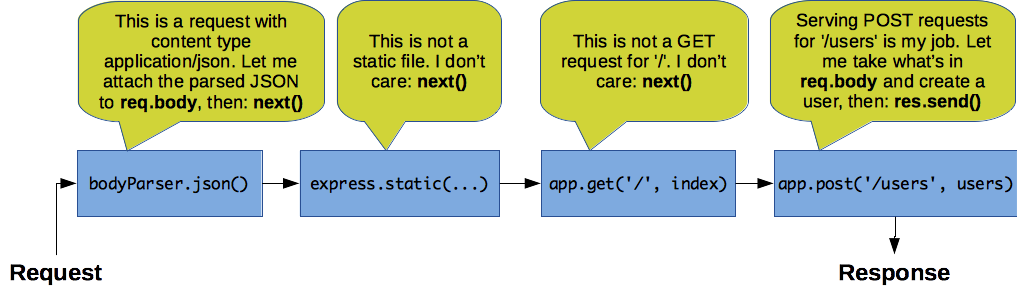 This is a request with
content type
application/json. Let me
attach the parsed JSON
to req.body, then: next()
This is not a
static file. I don't
care: next()
This is not a GET
request for '/'. I don't
care: next()
Serving POST requests
for '/users' is my job. Let
me take what's in
req.body and create a
user, then: res.send()
bodyParser.json()
express.static(...)
app.get('/', index)
app.post('/users', users)
Request
Response